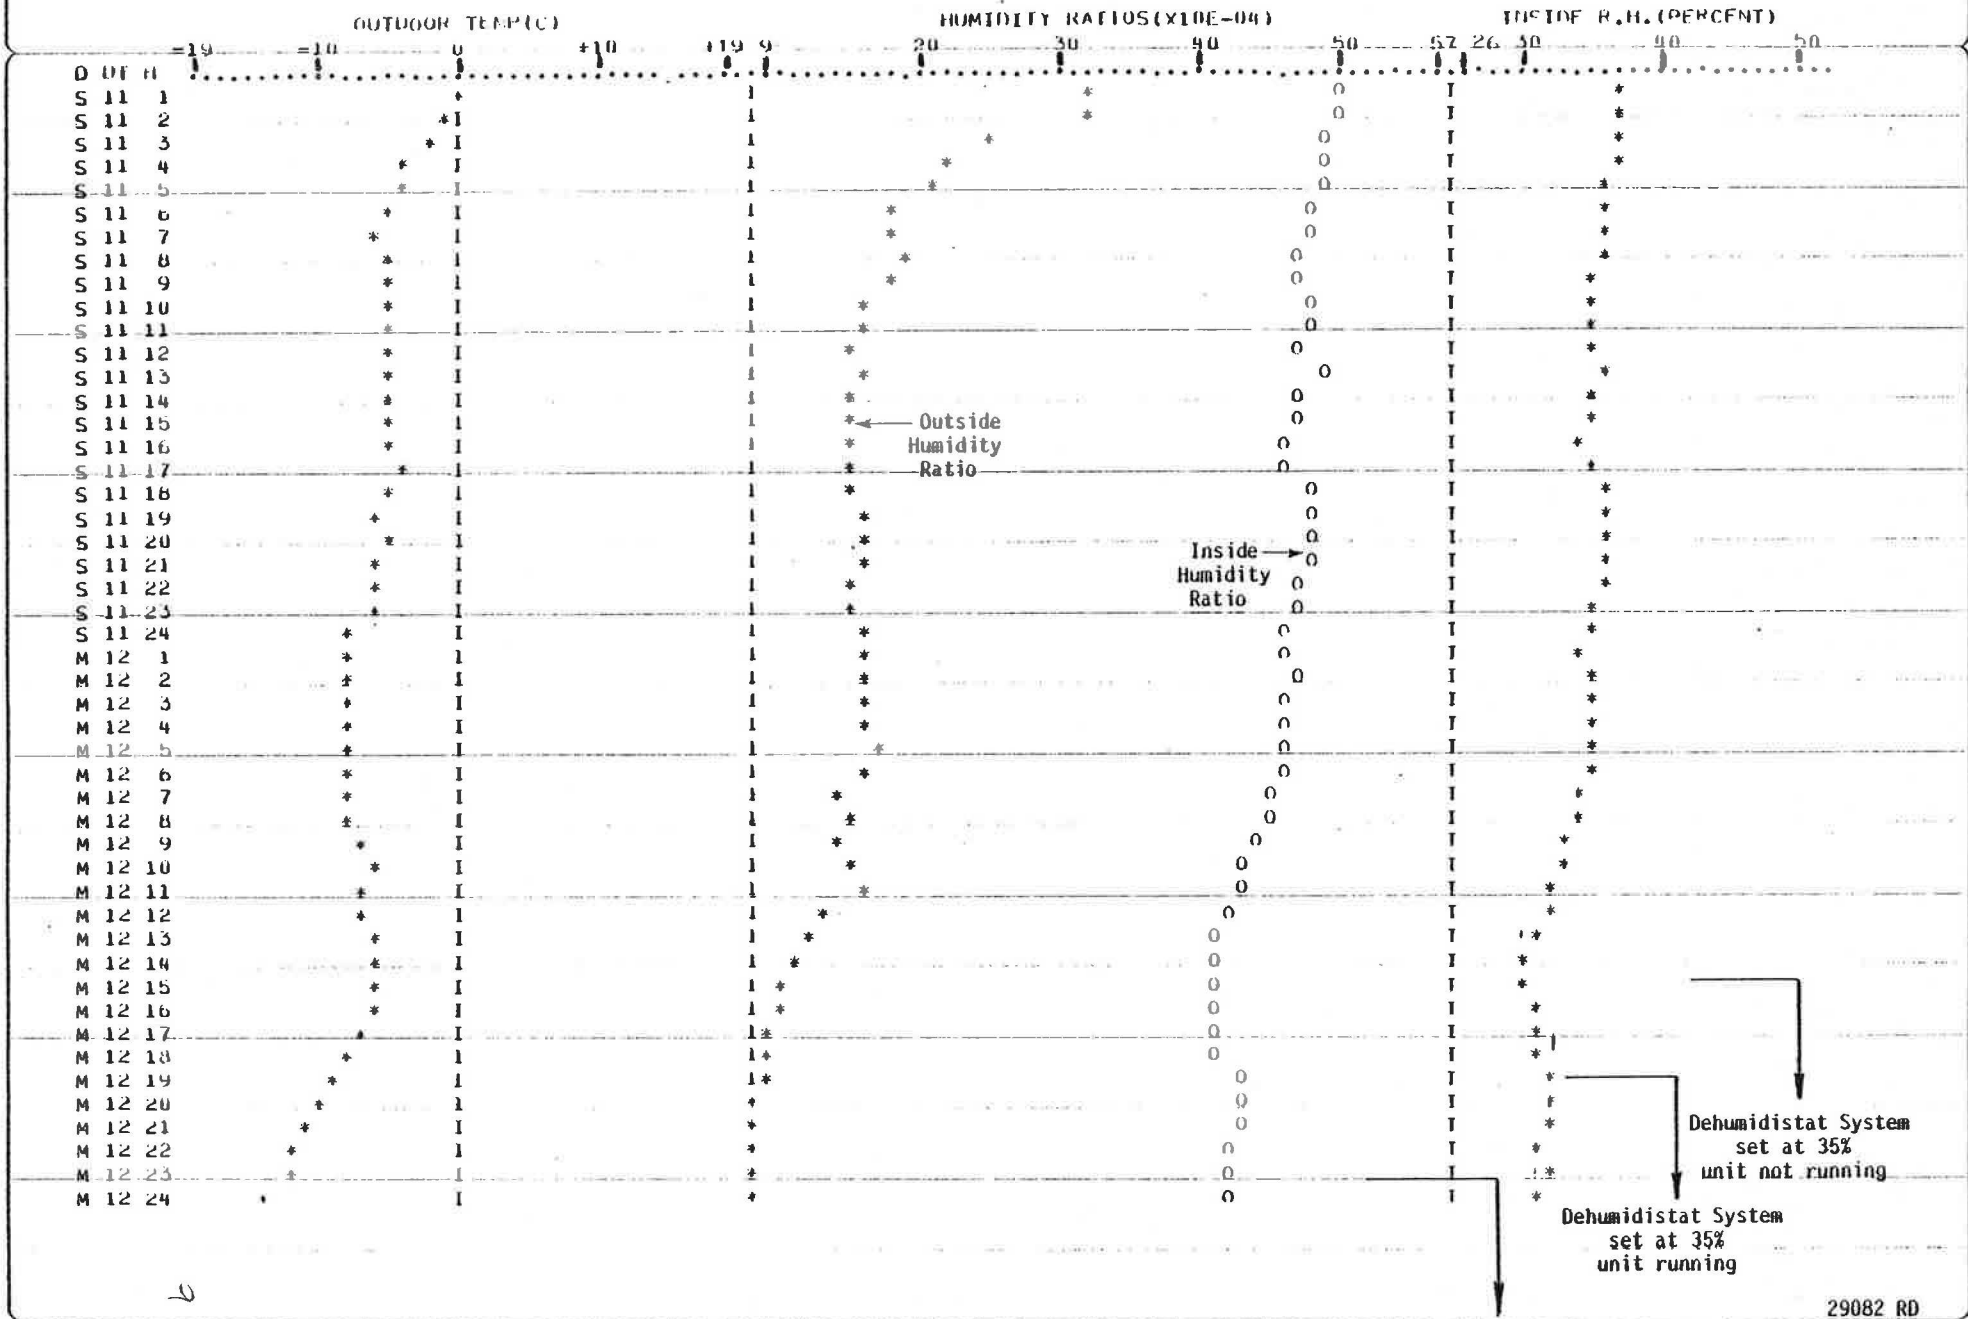 OUTDOOR TEMP(C) HUMIDITY RATIOS(X10E-04) INSIDE R.H.(PERCENT)
-19 -10 0 +10 +19 9 20 30 40 50 57 26 30 40 50
D OF H
S 11 1
S 11 2
S 11 3
S 11 4
S 11 5
S 11 6
S 11 7
S 11 8
S 11 9
S 11 10
S 11 11
S 11 12
S 11 13
S 11 14
S 11 15
S 11 16
S 11 17
S 11 18
S 11 19
S 11 20
S 11 21
S 11 22
S 11 23
S 11 24
M 12 1
M 12 2
M 12 3
M 12 4
M 12 5
M 12 6
M 12 7
M 12 8
M 12 9
M 12 10
M 12 11
M 12 12
M 12 13
M 12 14
M 12 15
M 12 16
M 12 17
M 12 18
M 12 19
M 12 20
M 12 21
M 12 22
M 12 23
M 12 24
Outside
Humidity
Ratio
Inside
Humidity
Ratio
Dehumidistat System
set at 35%
unit not running
Dehumidistat System
set at 35%
unit running
29082 RD